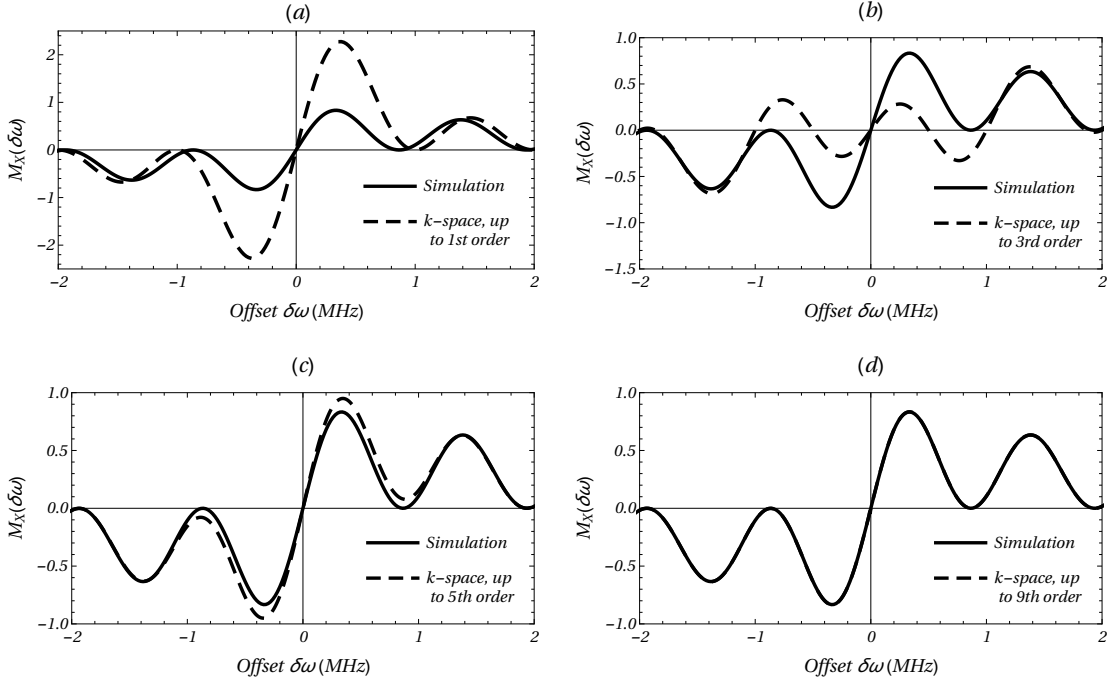 (a)
2
1
0
−1
−2
−2
−1
0
1
2
M_X(δω)
Simulation
k−space, up
to 1st order
Offset δω (MHz)
(b)
1.0
0.5
0.0
−0.5
−1.0
−1.5
−2
−1
0
1
2
M_X(δω)
Simulation
k−space, up
to 3rd order
Offset δω (MHz)
(c)
1.0
0.5
0.0
−0.5
−1.0
−2
−1
0
1
2
M_X(δω)
Simulation
k−space, up
to 5th order
Offset δω (MHz)
(d)
1.0
0.5
0.0
−0.5
−1.0
−2
−1
0
1
2
M_X(δω)
Simulation
k−space, up
to 9th order
Offset δω (MHz)